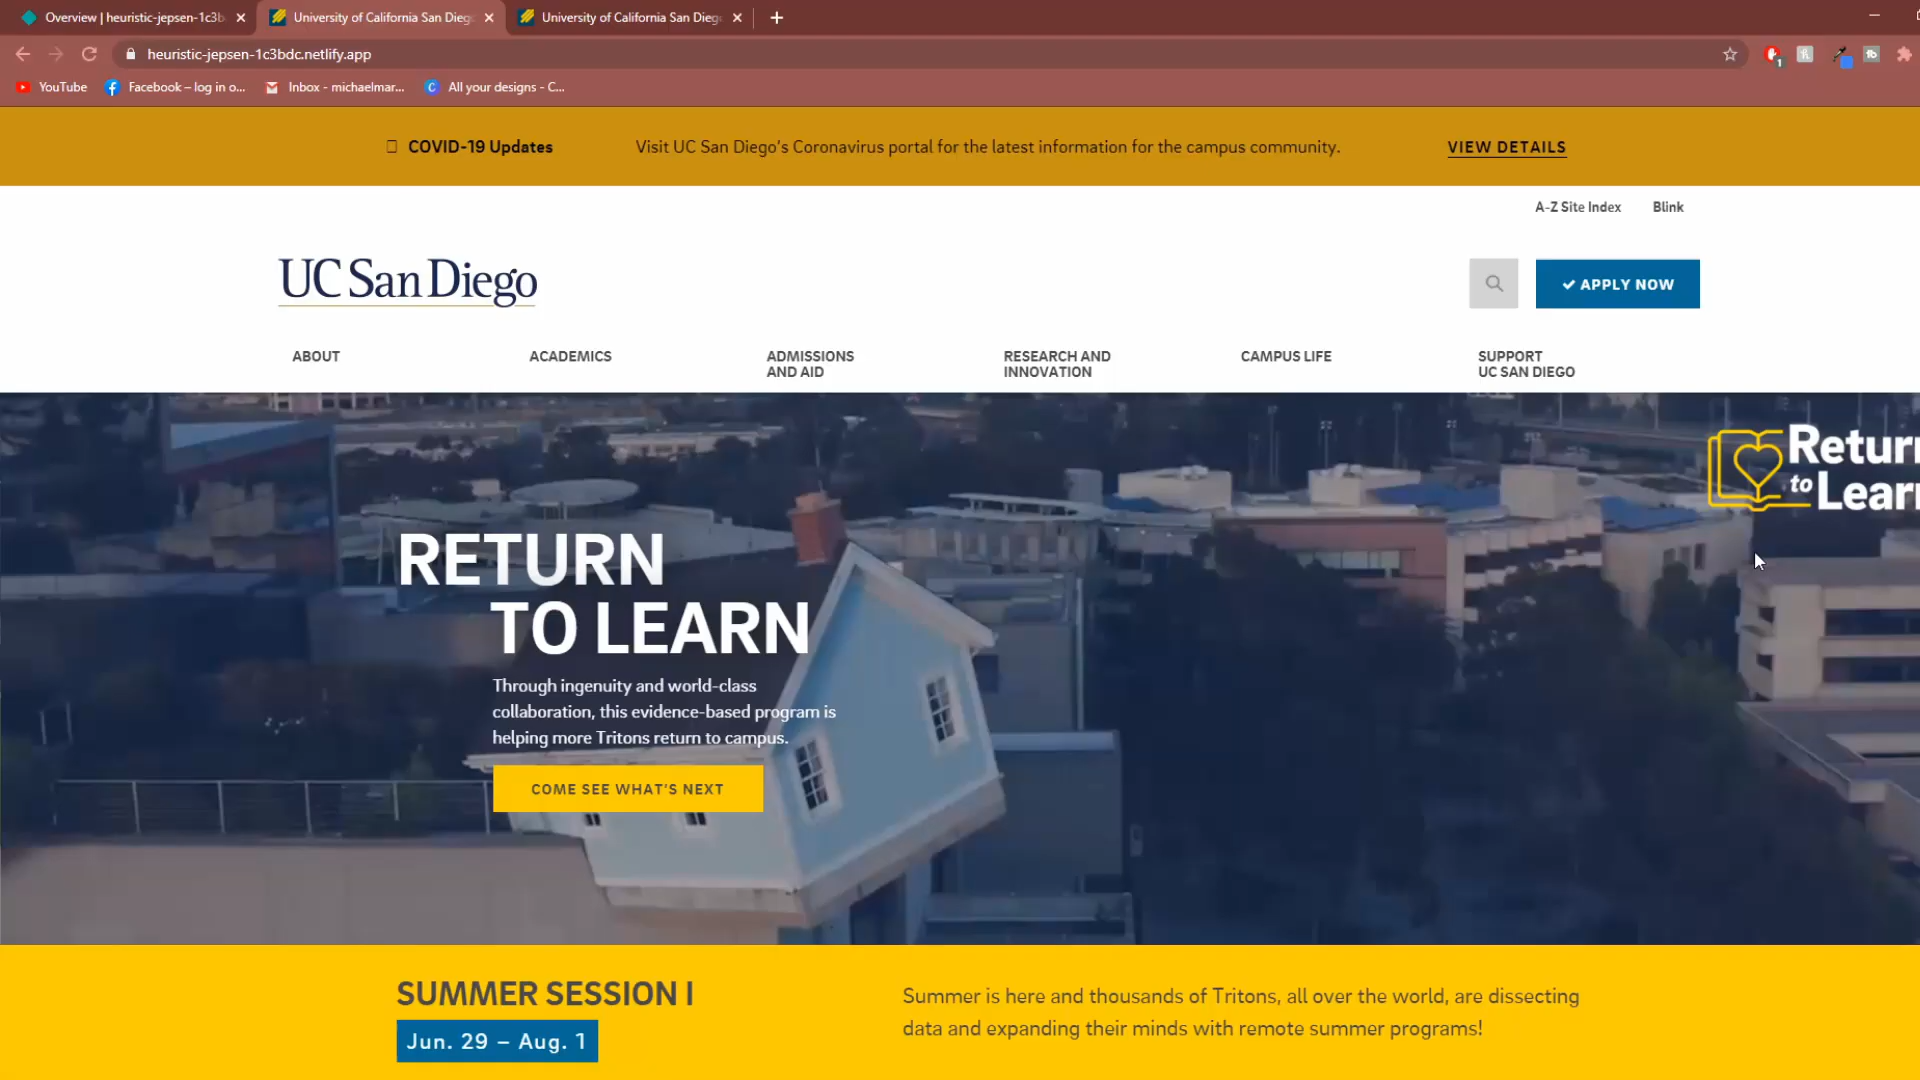 Overview | heuristic-jepsen-1c3b
University of California San Dieg
University of California San Dieg
heuristic-jepsen-1c3bdc.netlify.app
1
YouTube
Facebook – log in o...
Inbox - michaelmar...
All your designs - C...
COVID-19 Updates
Visit UC San Diego's Coronavirus portal for the latest information for the campus community.
VIEW DETAILS
A-Z Site Index
Blink
UC San Diego
APPLY NOW
ABOUT
ACADEMICS
ADMISSIONS
AND AID
RESEARCH AND
INNOVATION
CAMPUS LIFE
SUPPORT
UC SAN DIEGO
Return
to Learn
RETURN
TO LEARN
Through ingenuity and world-class
collaboration, this evidence-based program is
helping more Tritons return to campus.
COME SEE WHAT'S NEXT
SUMMER SESSION I
Jun. 29 – Aug. 1
Summer is here and thousands of Tritons, all over the world, are dissecting
data and expanding their minds with remote summer programs!